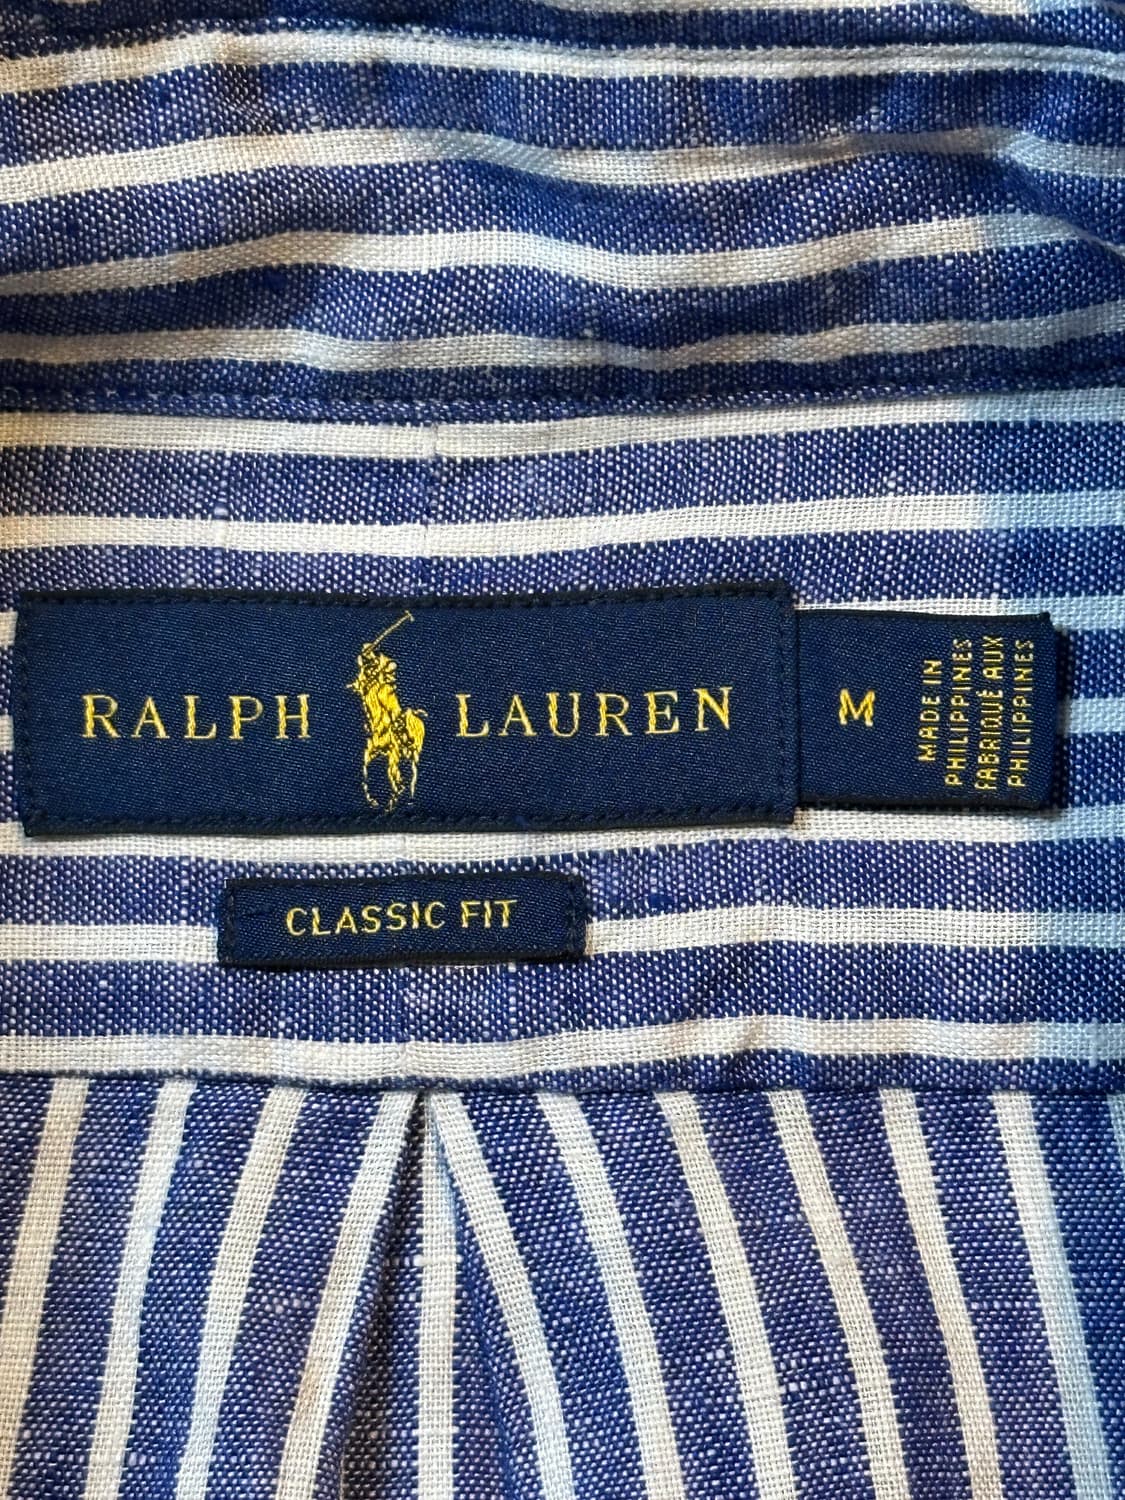 RALPH LAUREN
M
MADE IN
PHILIPPINES
FABRIQUÉ AUX
PHILIPPINES
CLASSIC FIT